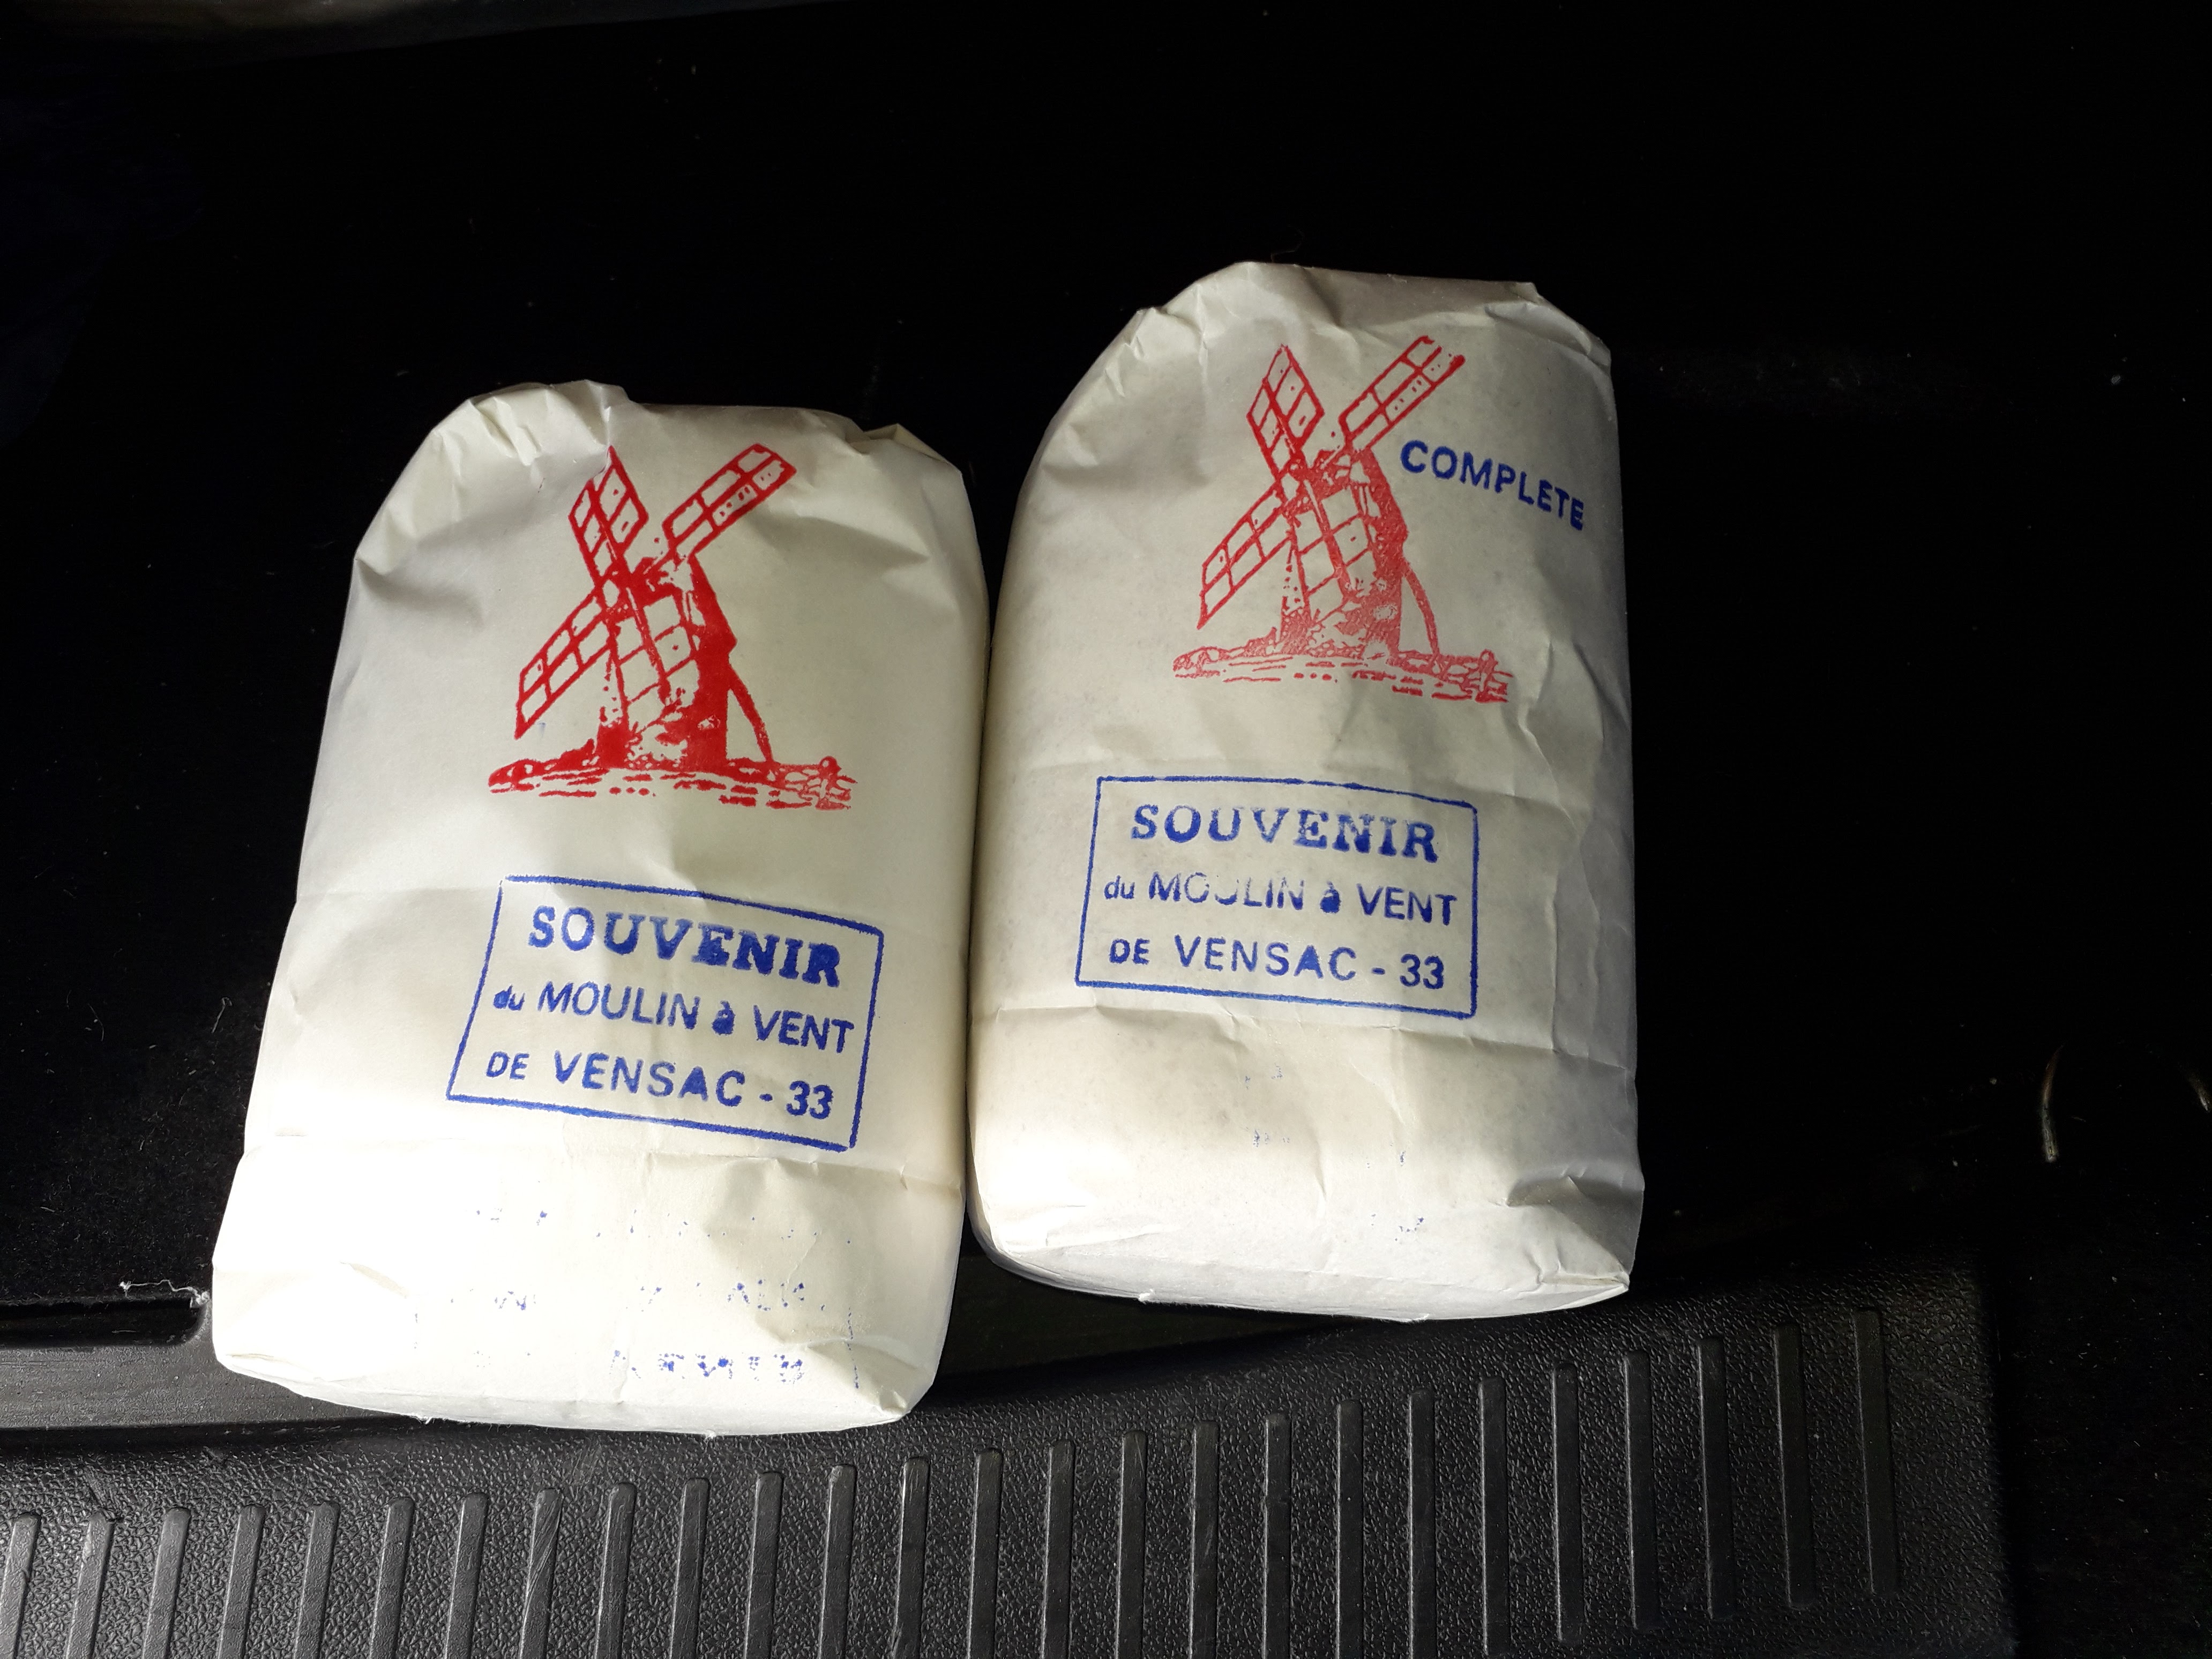 SOUVENIR
du MOULIN à VENT
DE VENSAC - 33
COMPLETE
SOUVENIR
du MOULIN à VENT
DE VENSAC - 33